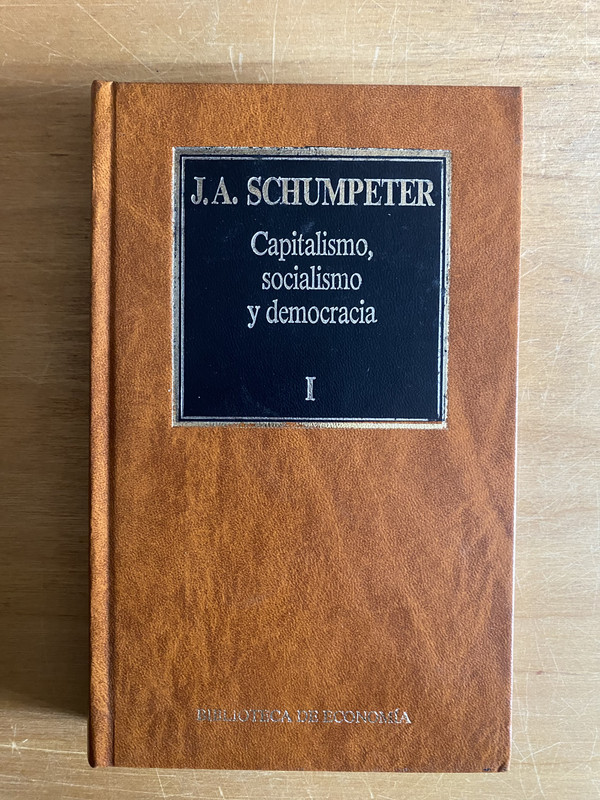 J. A. SCHUMPETER
Capitalismo,
socialismo
y democracia
I
BIBLIOTECA DE ECONOMÍA